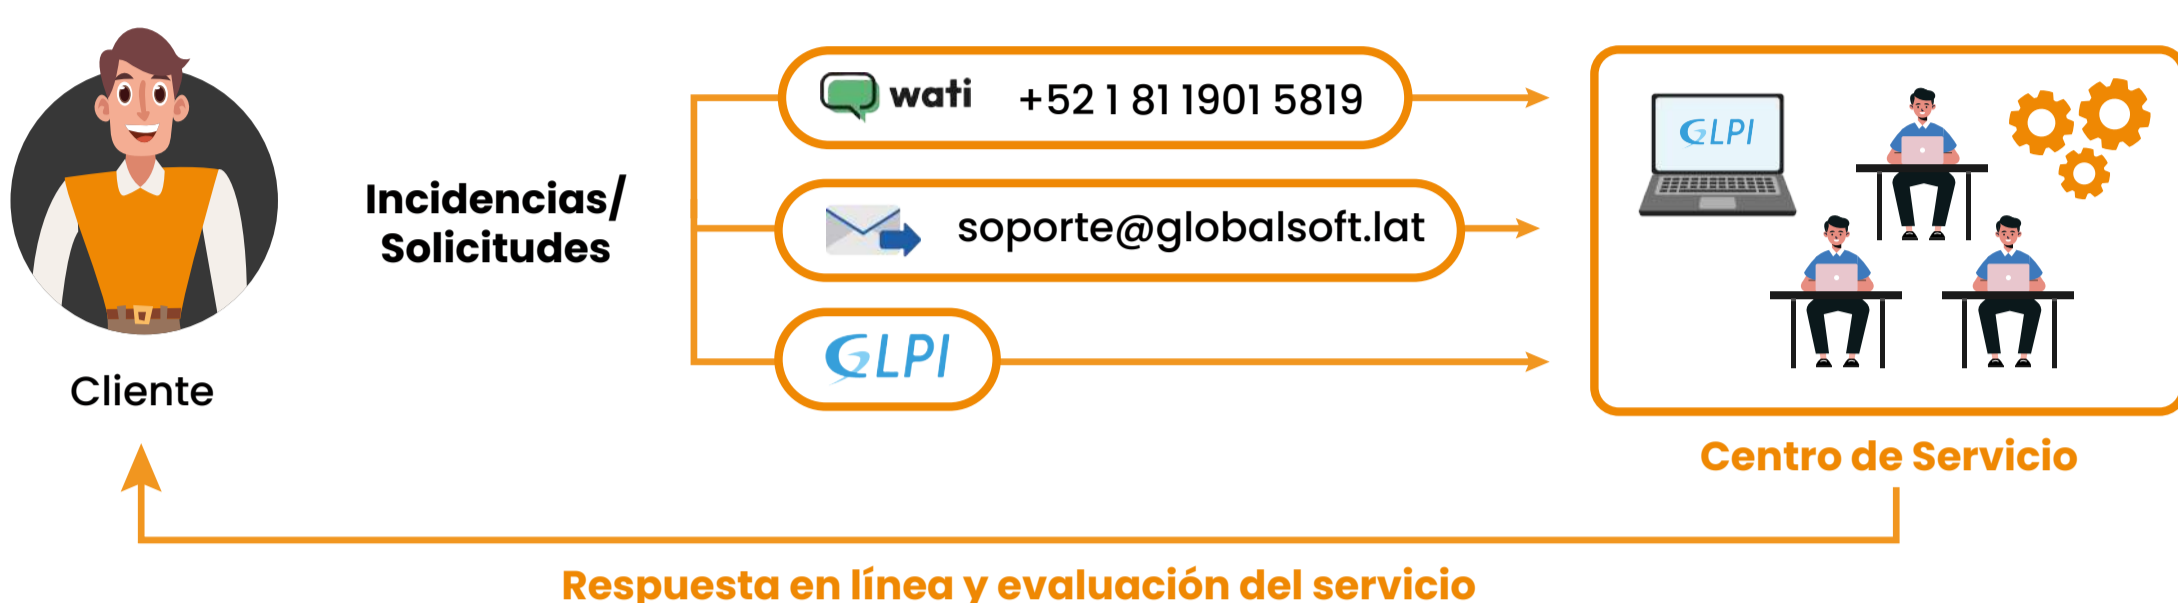 Cliente
Incidencias/
Solicitudes
wati +52 1 81 1901 5819
soporte@globalsoft.lat
GLPI
GLPI
Centro de Servicio
Respuesta en línea y evaluación del servicio